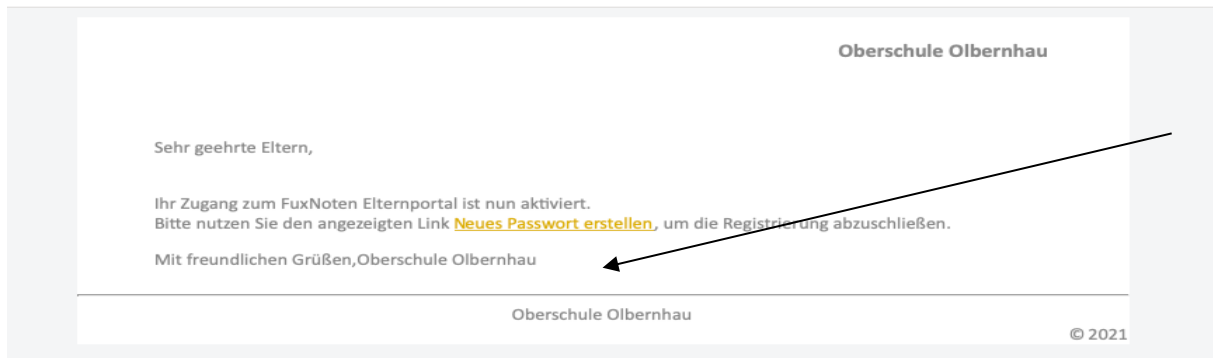 Oberschule Olbernhau
Sehr geehrte Eltern,
Ihr Zugang zum FuxNoten Elternportal ist nun aktiviert.
Bitte nutzen Sie den angezeigten Link Neues Passwort erstellen, um die Registrierung abzuschließen.
Mit freundlichen Grüßen,Oberschule Olbernhau
Oberschule Olbernhau
© 2021